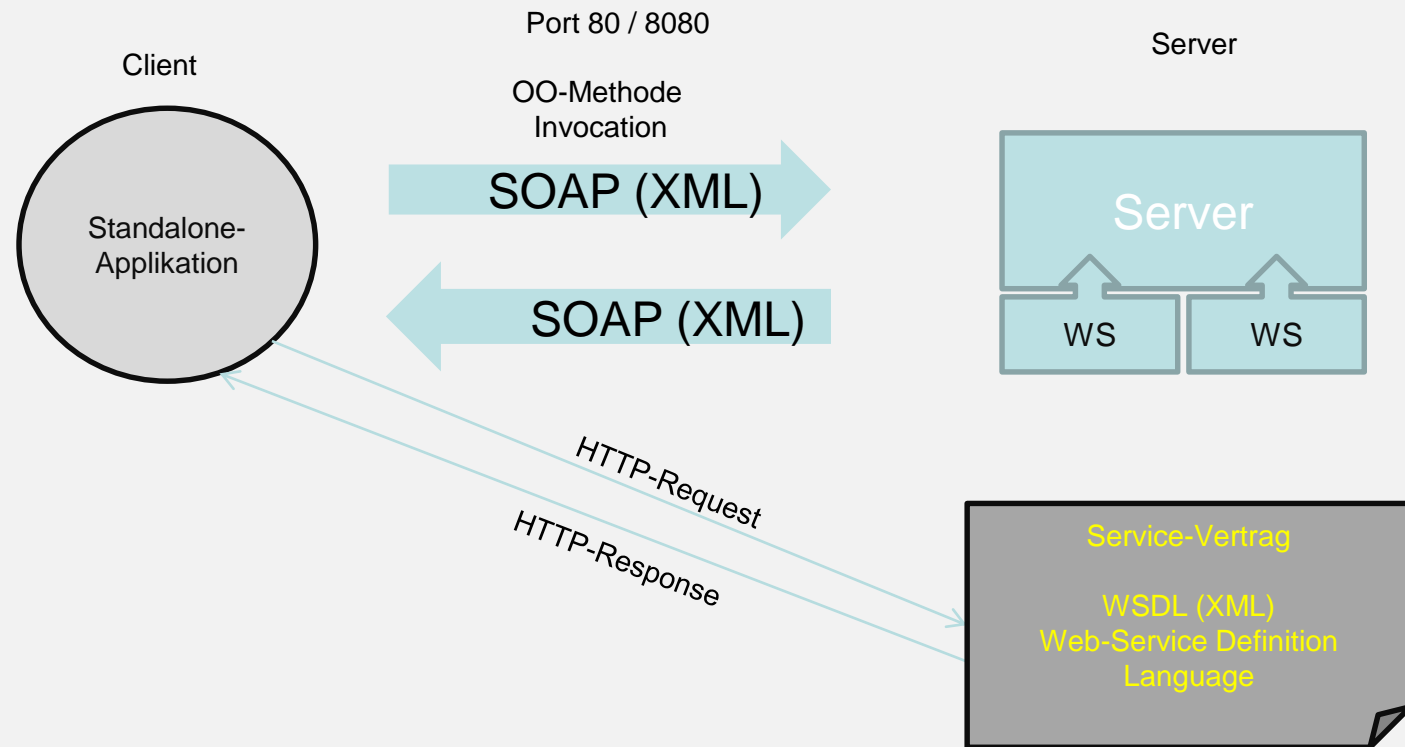 Port 80 / 8080
Client
Server
OO-Methode
Invocation
SOAP (XML)
Standalone-
Applikation
Server
SOAP (XML)
WS
WS
HTTP-Request
HTTP-Response
Service-Vertrag
WSDL (XML)
Web-Service Definition
Language